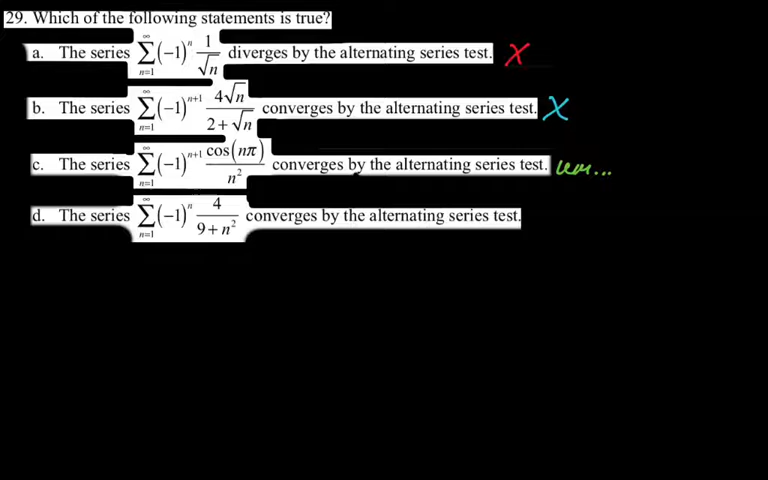 29. Which of the following statements is true?
a. The series ∑_{n=1}^{∞} (−1)^n 1/√n diverges by the alternating series test. X
b. The series ∑_{n=1}^{∞} (−1)^{n+1} 4√n/(2+√n) converges by the alternating series test. X
c. The series ∑_{n=1}^{∞} (−1)^{n+1} cos(nπ)/n² converges by the alternating series test. um...
d. The series ∑_{n=1}^{∞} (−1)^n 4/(9+n²) converges by the alternating series test.